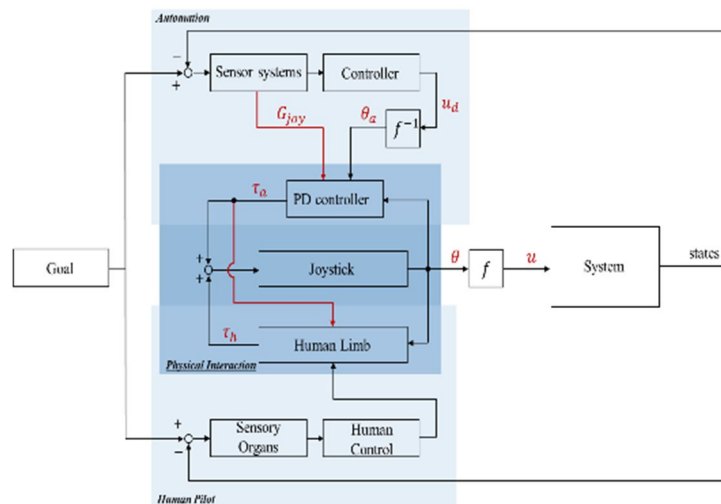 Automation
−
+
Sensor systems
Controller
G_joy
θ_a
f⁻¹
u_d
τ_a
PD controller
Goal
+
+
Joystick
θ
f
u
System
states
τ_h
Human Limb
Physical Interaction
+
−
Sensory
Organs
Human
Control
Human Pilot